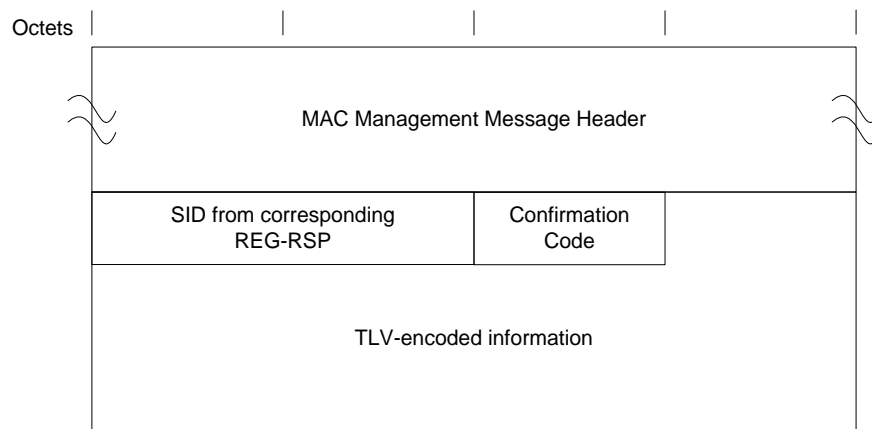 Octets
MAC Management Message Header
SID from corresponding
REG-RSP
Confirmation
Code
TLV-encoded information